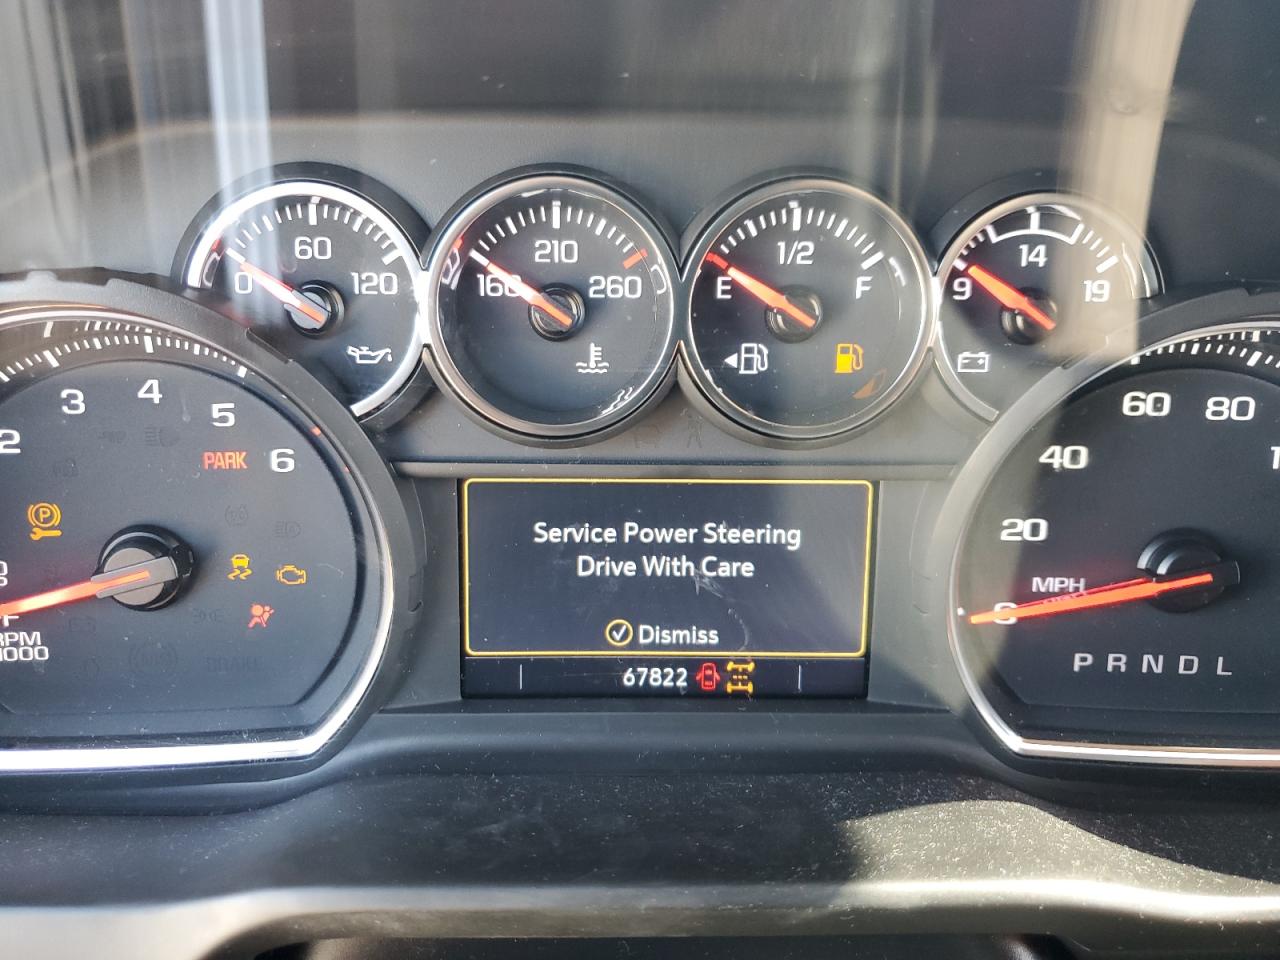 60
0 120
210
160 260
1/2
E F
14
9 19
2 3 4 5 6
PARK
P
RPM
1000
Service Power Steering
Drive With Care
Dismiss
67822
0 20 40 60 80
MPH
P R N D L